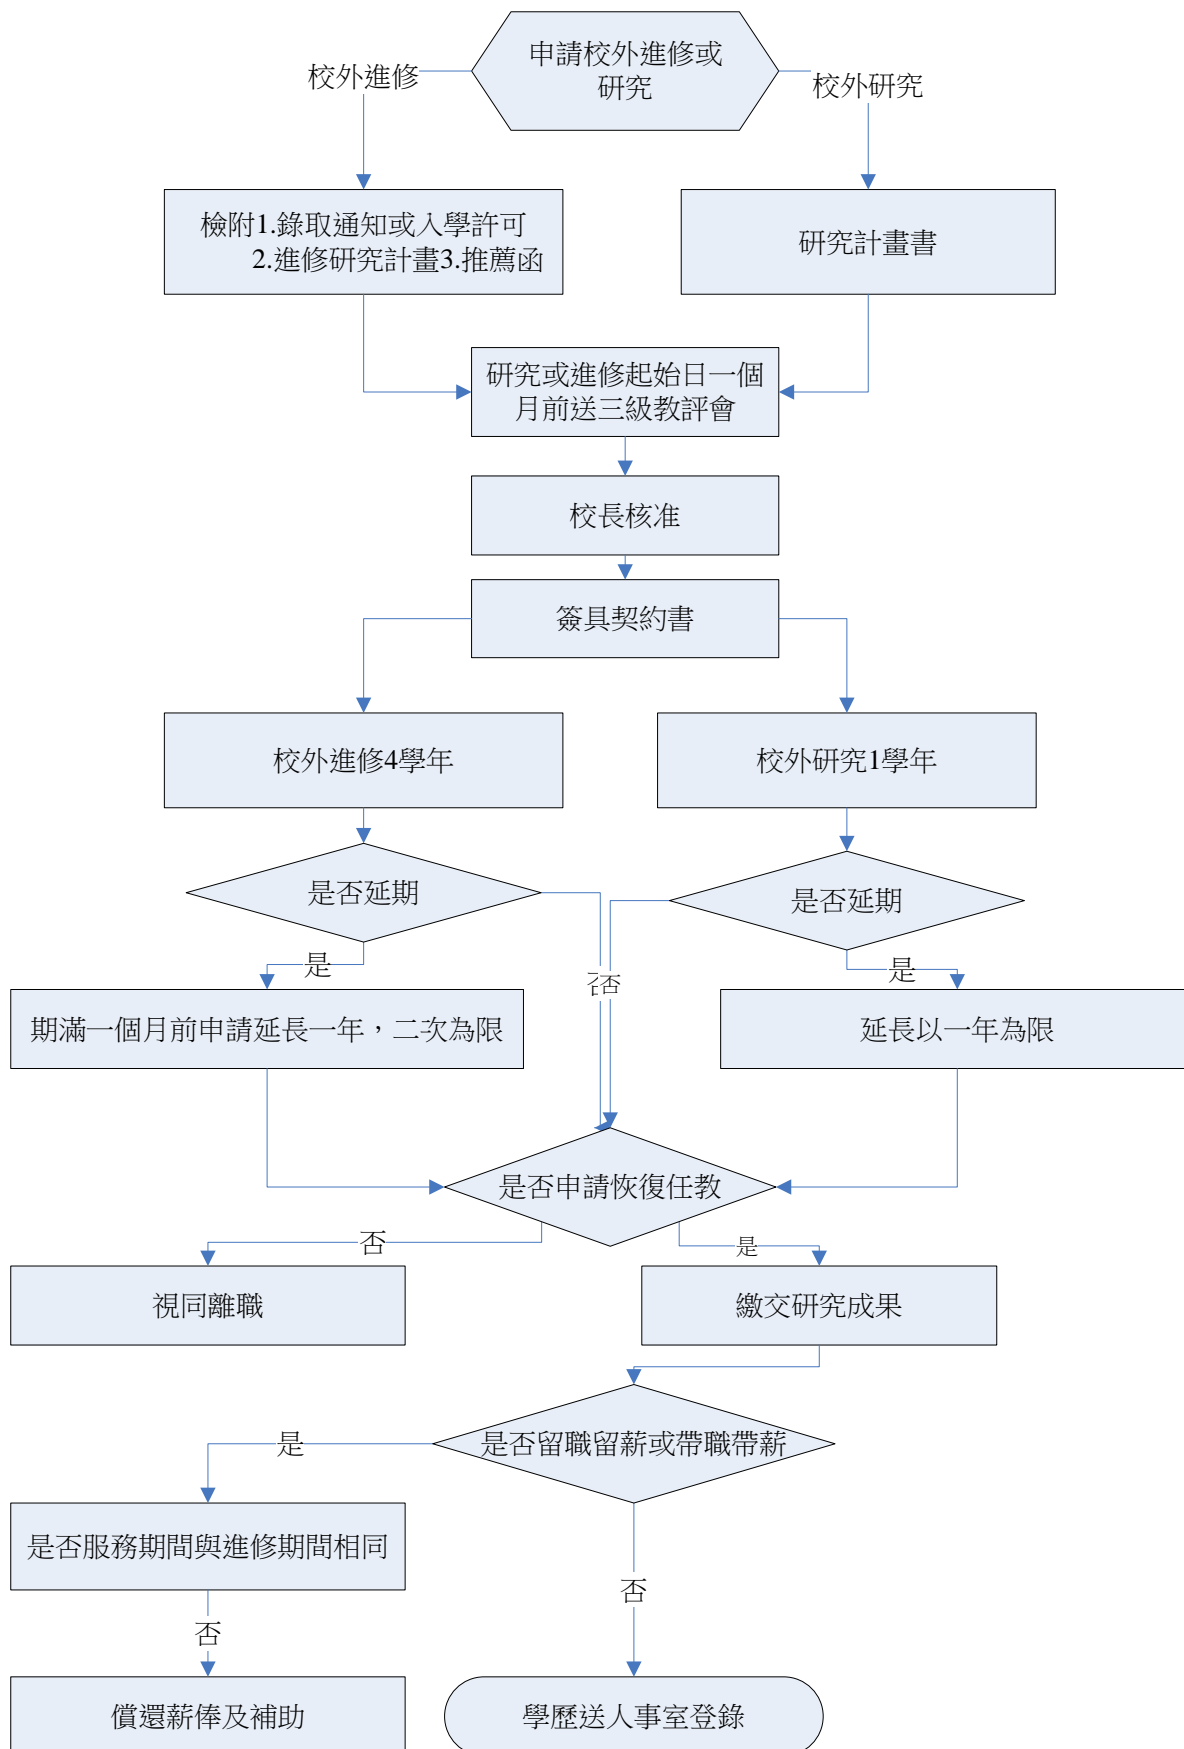 申請校外進修或
研究
校外進修
校外研究
檢附1.錄取通知或入學許可
2.進修研究計畫3.推薦函
研究計畫書
研究或進修起始日一個
月前送三級教評會
校長核准
簽具契約書
校外進修4學年
校外研究1學年
是否延期
是否延期
是
否
否
是
期滿一個月前申請延長一年，二次為限
延長以一年為限
是否申請恢復任教
否
是
視同離職
繳交研究成果
是否留職留薪或帶職帶薪
是
是否服務期間與進修期間相同
否
否
償還薪俸及補助
學歷送人事室登錄